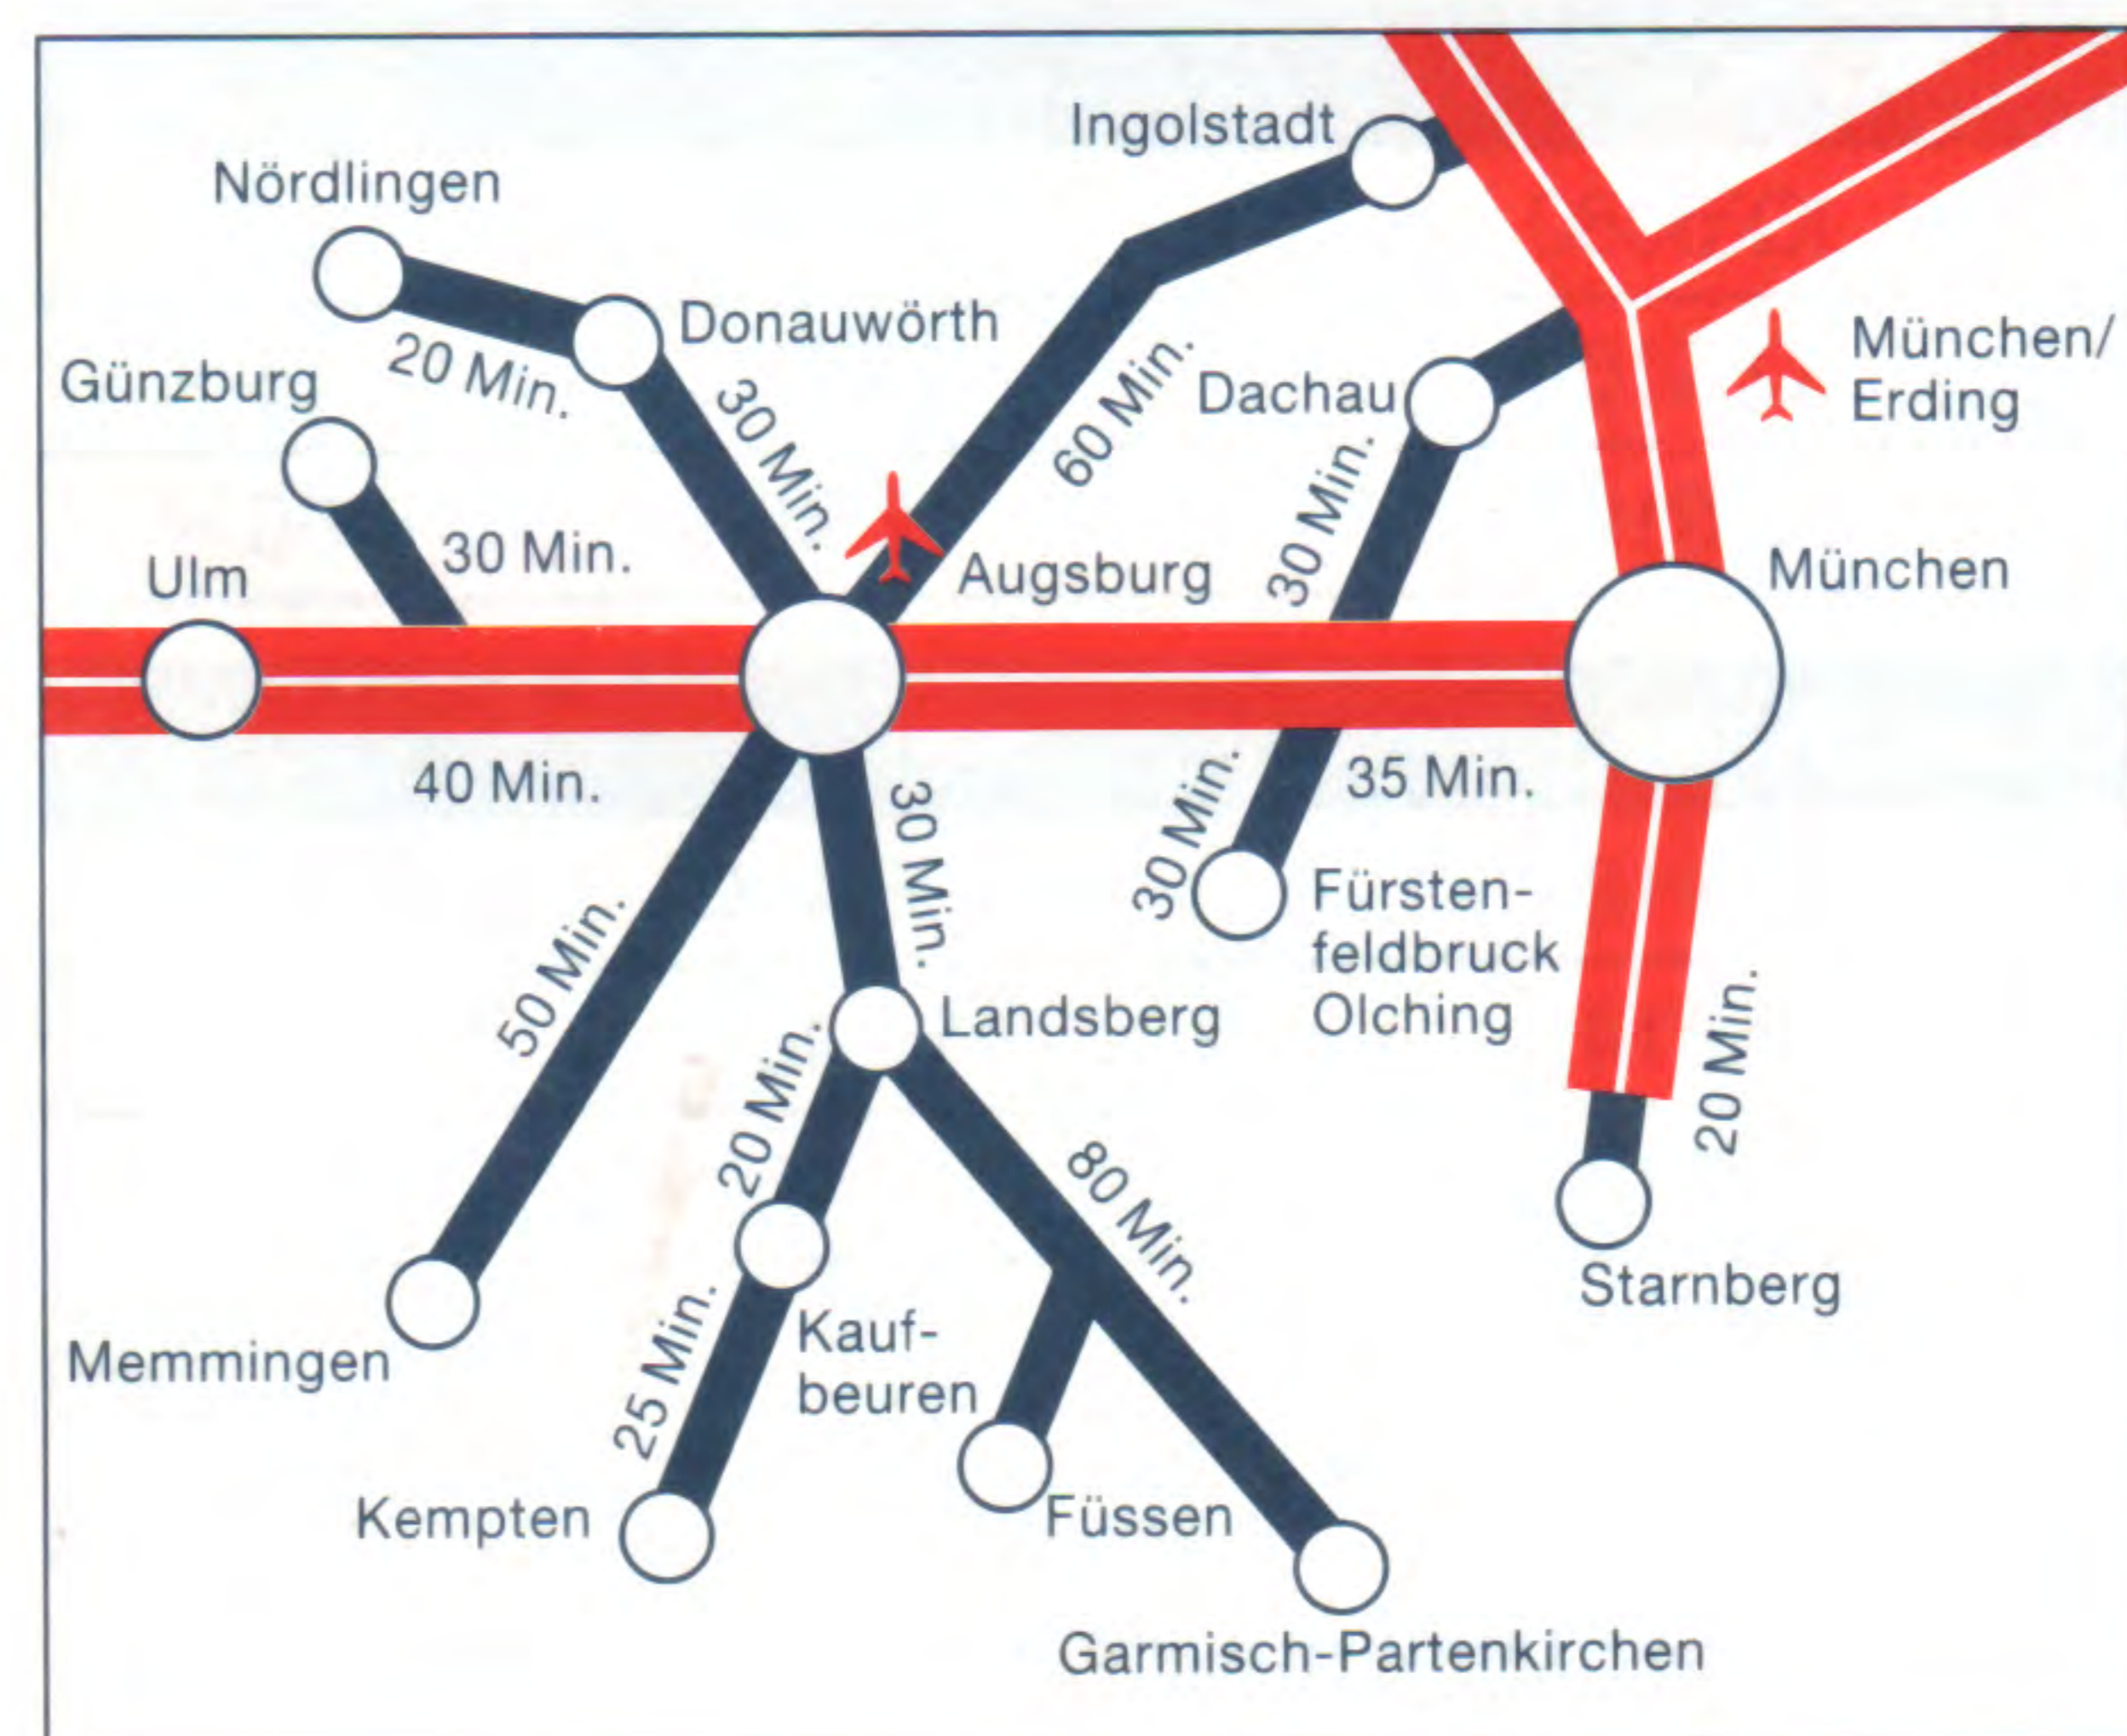 Ingolstadt
Nördlingen
Donauwörth
20 Min.
Günzburg
30 Min.
60 Min.
Dachau
München/
Erding
30 Min.
30 Min.
Ulm
Augsburg
München
40 Min.
30 Min.
30 Min.
35 Min.
Fürsten-
feldbruck
Olching
50 Min.
Landsberg
20 Min.
20 Min.
80 Min.
Starnberg
Memmingen
25 Min.
Kauf-
beuren
Kempten
Füssen
Garmisch-Partenkirchen